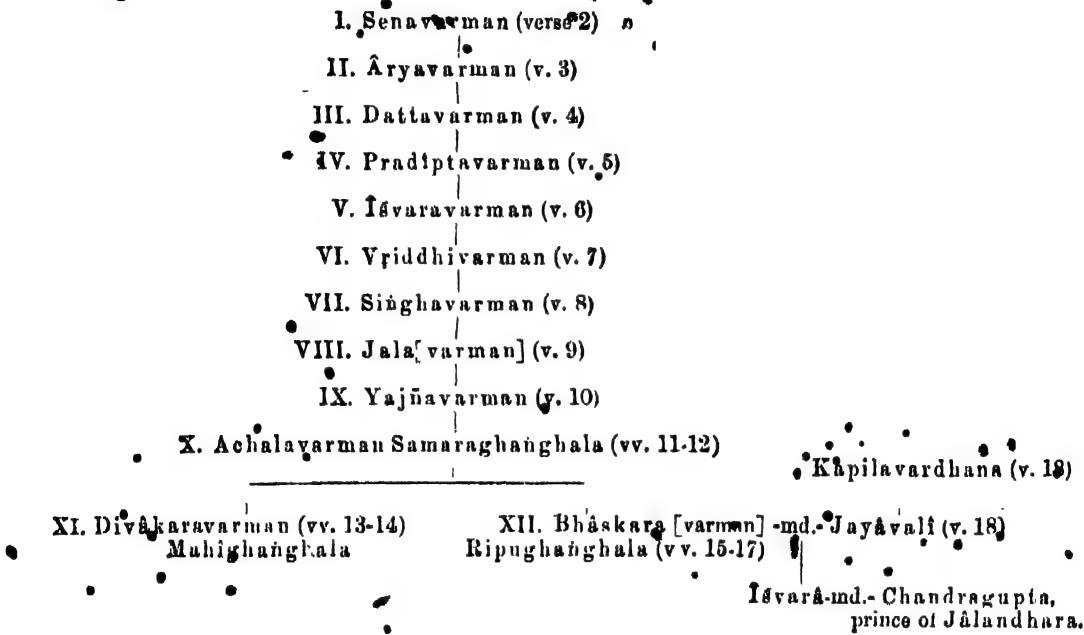 I. Senavarman (verse 2)
II. Âryavarman (v. 3)
III. Dattavarman (v. 4)
IV. Pradîptavarman (v. 5)
V. Îśvaravarman (v. 6)
VI. Vṛiddhivarman (v. 7)
VII. Siṅghavarman (v. 8)
VIII. Jala[varman] (v. 9)
IX. Yajñavarman (v. 10)
X. Achalavarman Samaraghaṅghala (vv. 11-12)
Kapilavardhana (v. 18)
XI. Divâkaravarman (vv. 13-14) XII. Bhâskara [varman] -md.- Jayâvalî (v. 18)
Mahîghaṅghala Ripughaṅghala (vv. 15-17)
Îśvarâ-md.- Chandragupta,
prince of Jâlandhara.